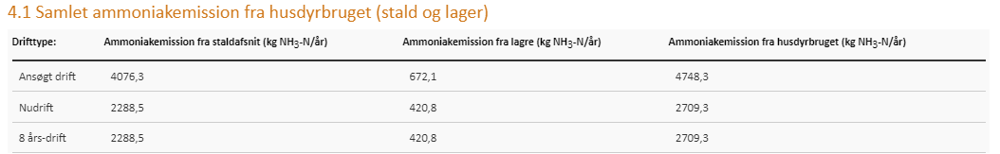 4.1 Samlet ammoniakemission fra husdyrbruget (stald og lager)
Drifttype: Ammoniakemission fra staldafsnit (kg NH3-N/år) Ammoniakemission fra lagre (kg NH3-N/år) Ammoniakemission fra husdyrbruget (kg NH3-N/år)
Ansøgt drift 4076,3 672,1 4748,3
Nudrift 2288,5 420,8 2709,3
8 års-drift 2288,5 420,8 2709,3